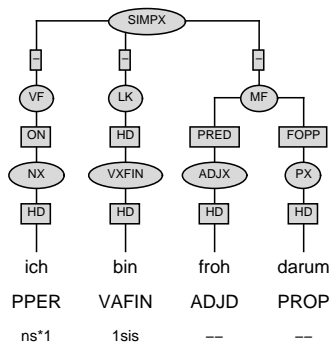 SIMPX
– – –
VF LK MF
ON HD PRED FOPP
NX VXFIN ADJX PX
HD HD HD HD
ich bin froh darum
PPER VAFIN ADJD PROP
ns*1 1sis –– ––